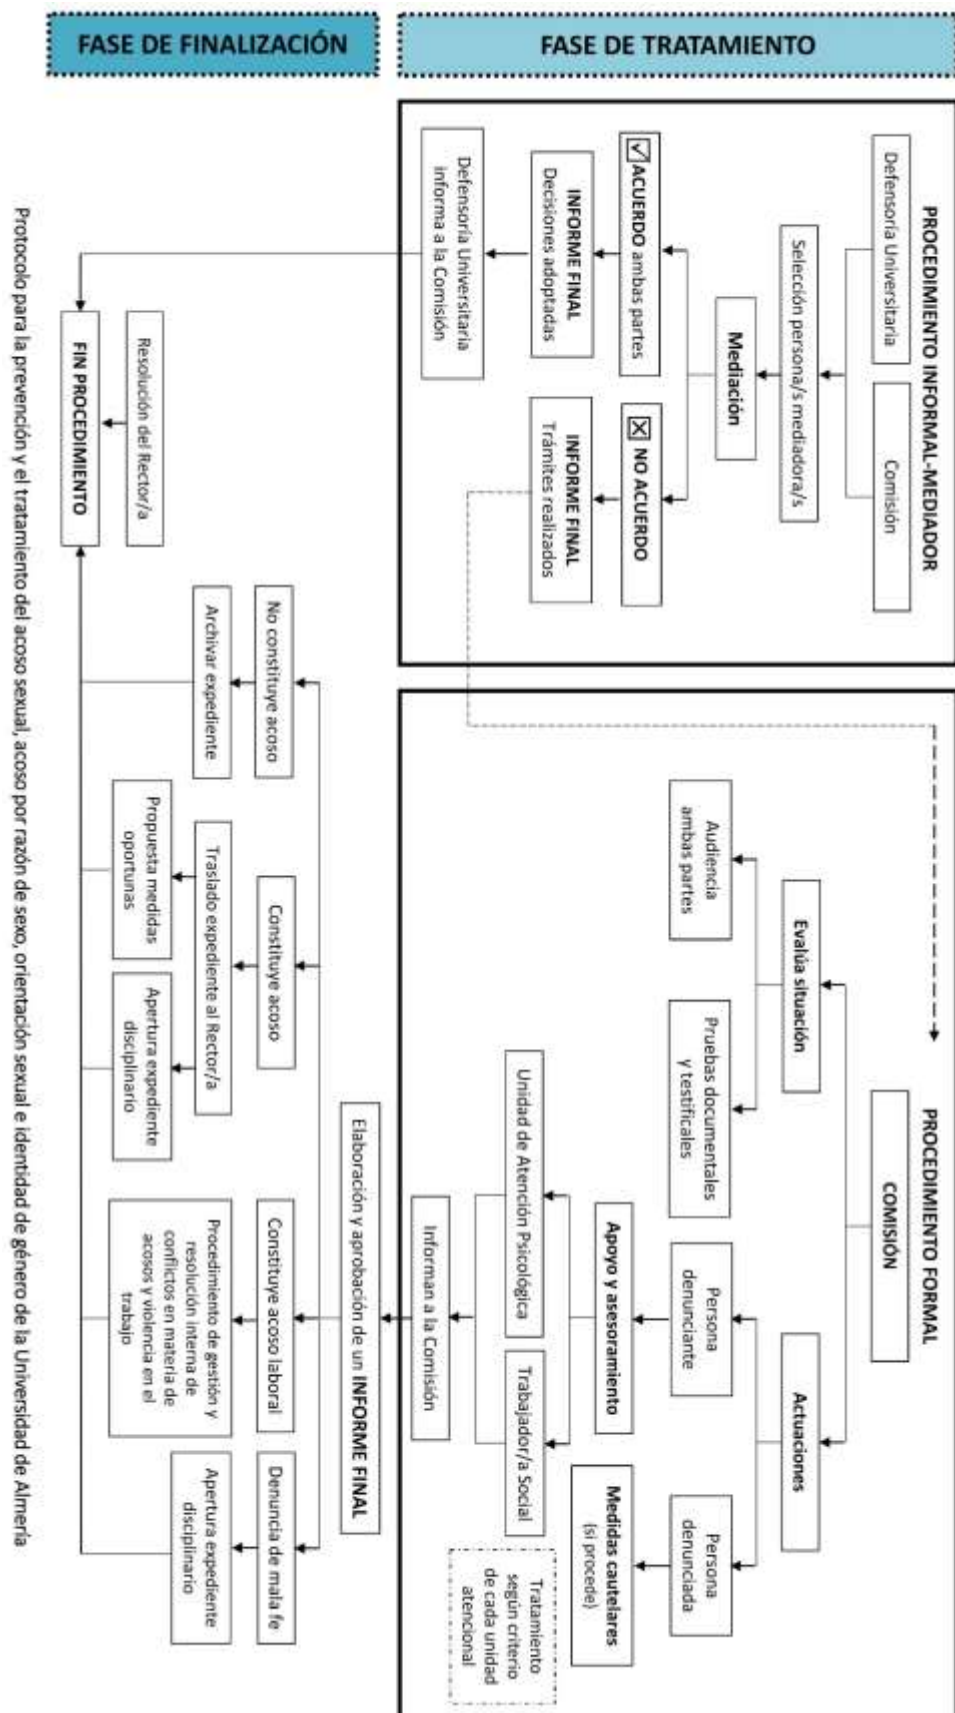 FASE DE TRATAMIENTO
PROCEDIMIENTO INFORMAL-MEDIADOR
Defensoría Universitaria
Comisión
Selección persona/s mediadora/s
Mediación
ACUERDO ambas partes
NO ACUERDO
INFORME FINAL
Decisiones adoptadas
INFORME FINAL
Trámites realizados
Defensoría Universitaria
informa a la Comisión
PROCEDIMIENTO FORMAL
COMISIÓN
Evalúa situación
Actuaciones
Audiencia
ambas partes
Pruebas documentales
y testificales
Persona
denunciante
Persona
denunciada
Apoyo y asesoramiento
Medidas cautelares
(si procede)
Unidad de Atención Psicológica
Trabajador/a Social
Tratamiento
según criterio
de cada unidad
atencional
Informan a la Comisión
FASE DE FINALIZACIÓN
Elaboración y aprobación de un INFORME FINAL
No constituye acoso
Constituye acoso
Constituye acoso laboral
Denuncia de mala fe
Archivar expediente
Traslado expediente al Rector/a
Procedimiento de gestión y
resolución interna de
conflictos en materia de
acosos y violencia en el
trabajo
Apertura expediente
disciplinario
Propuesta medidas
oportunas
Apertura expediente
disciplinario
Resolución del Rector/a
FIN PROCEDIMIENTO
Protocolo para la prevención y el tratamiento del acoso sexual, acoso por razón de sexo, orientación sexual e identidad de género de la Universidad de Almería